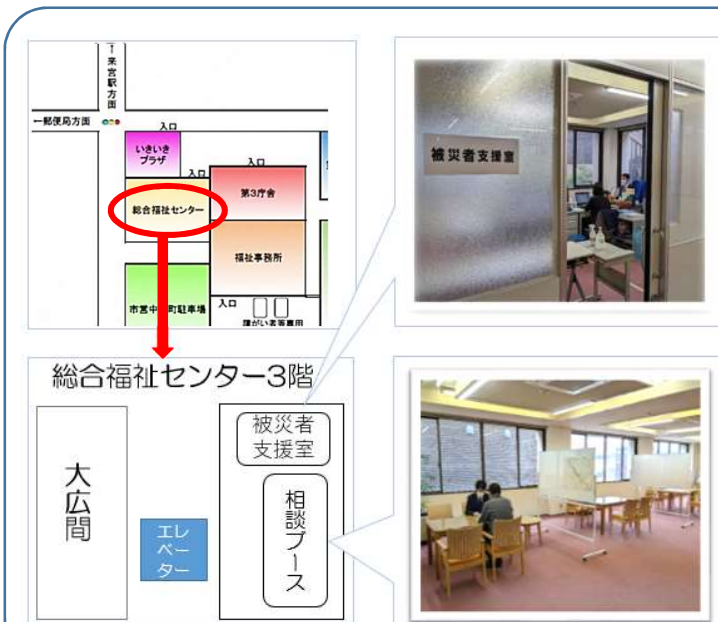 ↑来宮駅方面
←郵便局方面
入口
いきいき
プラザ
入口
入口
第3庁舎
総合福祉センター
福祉事務所
入口
市営中
町駐車場
障がい者等専用
被災者支援室
総合福祉センター3階
大広間
エレ
ベー
ター
被災者
支援室
相談ブース